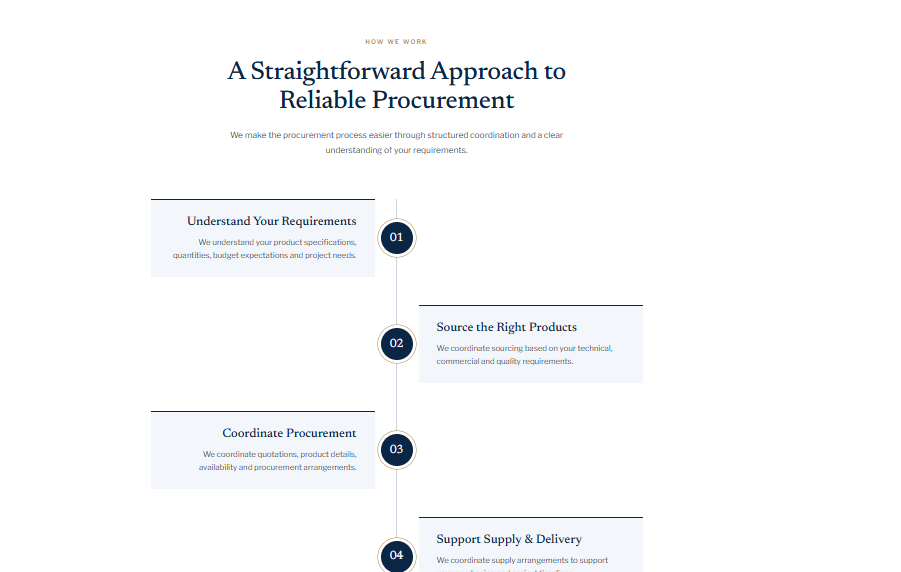 HOW WE WORK
A Straightforward Approach to
Reliable Procurement
We make the procurement process easier through structured coordination and a clear
understanding of your requirements.
Understand Your Requirements
We understand your product specifications,
quantities, budget expectations and project needs.
01
Source the Right Products
We coordinate sourcing based on your technical,
commercial and quality requirements.
02
Coordinate Procurement
We coordinate quotations, product details,
availability and procurement arrangements.
03
Support Supply & Delivery
We coordinate supply arrangements to support
04